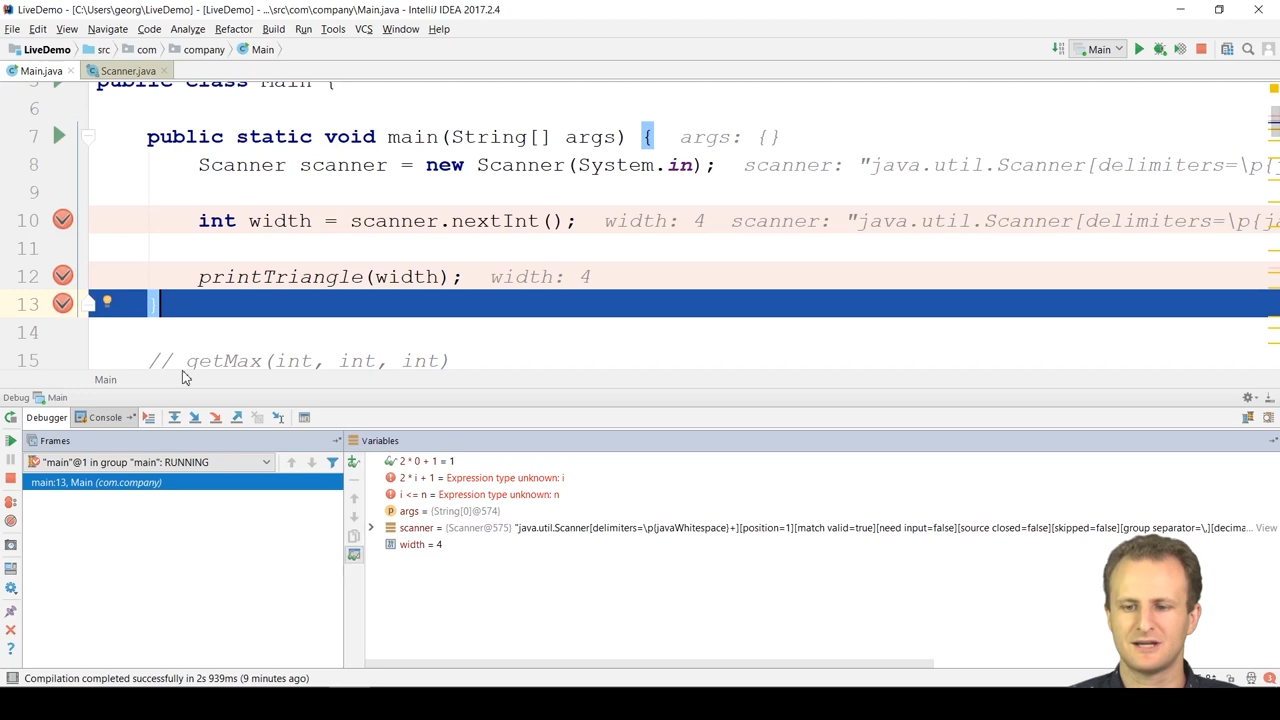 LiveDemo - [C:\Users\georg\LiveDemo] - [LiveDemo] - ...\src\com\company\Main.java - IntelliJ IDEA 2017.2.4
File Edit View Navigate Code Analyze Refactor Build Run Tools VCS Window Help
LiveDemo src com company Main
Main
Main.java Scanner.java
5 public class Main {
6
7 public static void main(String[] args) { args: {}
8 Scanner scanner = new Scanner(System.in); scanner: "java.util.Scanner[delimiters=\p{j
9
10 int width = scanner.nextInt(); width: 4 scanner: "java.util.Scanner[delimiters=\p{ja
11
12 printTriangle(width); width: 4
13 }
14
15 // getMax(int, int, int)
Main
Debug Main
Debugger Console
Frames
Variables
"main"@1 in group "main": RUNNING
main:13, Main (com.company)
2 * 0 + 1 = 1
2 * i + 1 = Expression type unknown: i
i <= n = Expression type unknown: n
args = {String[0]@574}
scanner = {Scanner@575} "java.util.Scanner[delimiters=\p{javaWhitespace}+][position=1][match valid=true][need input=false][source closed=false][skipped=false][group separator=\,][decima... View
width = 4
Compilation completed successfully in 2s 939ms (9 minutes ago)